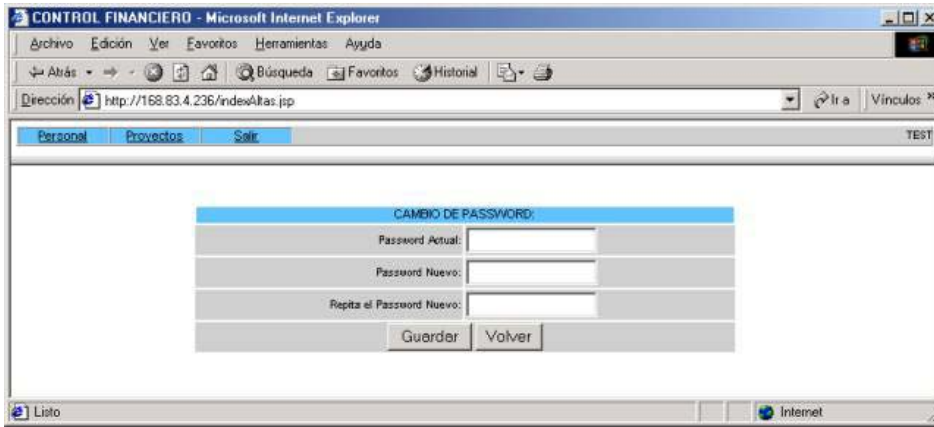 CONTROL FINANCIERO - Microsoft Internet Explorer
Archivo Edición Ver Favoritos Herramientas Ayuda
Atrás Búsqueda Favoritos Historial
Dirección http://168.83.4.236/indexAltas.jsp Ir a Vínculos »
Personal Proyectos Salir TEST
CAMBIO DE PASSWORD:
Password Actual:
Password Nuevo:
Repita el Password Nuevo:
Guardar Volver
Listo Internet